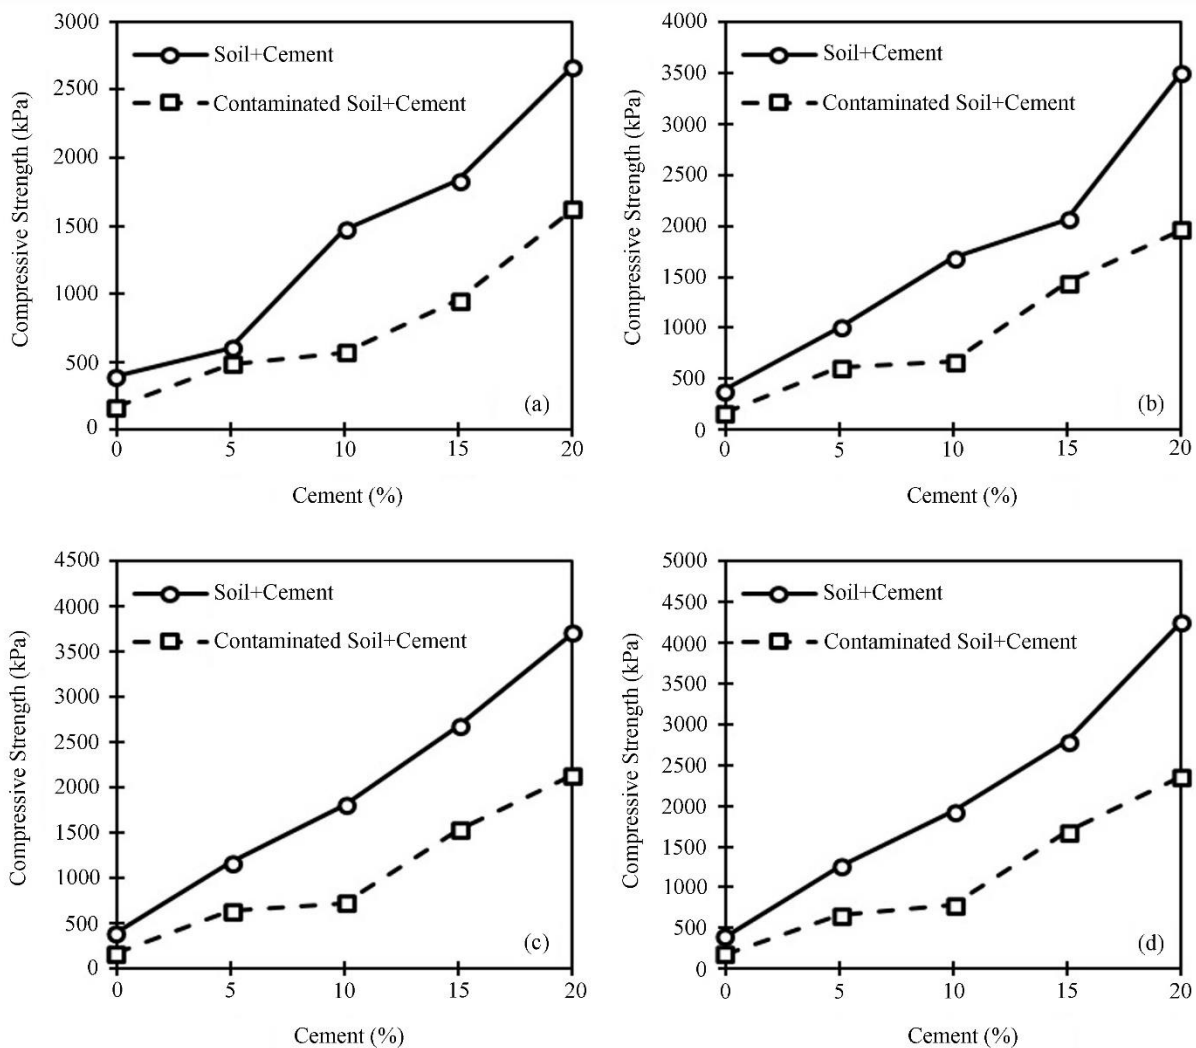 3000
2500
2000
1500
1000
500
0
Compressive Strength (kPa)
Soil+Cement
Contaminated Soil+Cement
(a)
0 5 10 15 20
Cement (%)
4000
3500
3000
2500
2000
1500
1000
500
0
Compressive Strength (kPa)
Soil+Cement
Contaminated Soil+Cement
(b)
0 5 10 15 20
Cement (%)
4500
4000
3500
3000
2500
2000
1500
1000
500
0
Compressive Strength (kPa)
Soil+Cement
Contaminated Soil+Cement
(c)
0 5 10 15 20
Cement (%)
5000
4500
4000
3500
3000
2500
2000
1500
1000
500
0
Compressive Strength (kPa)
Soil+Cement
Contaminated Soil+Cement
(d)
0 5 10 15 20
Cement (%)